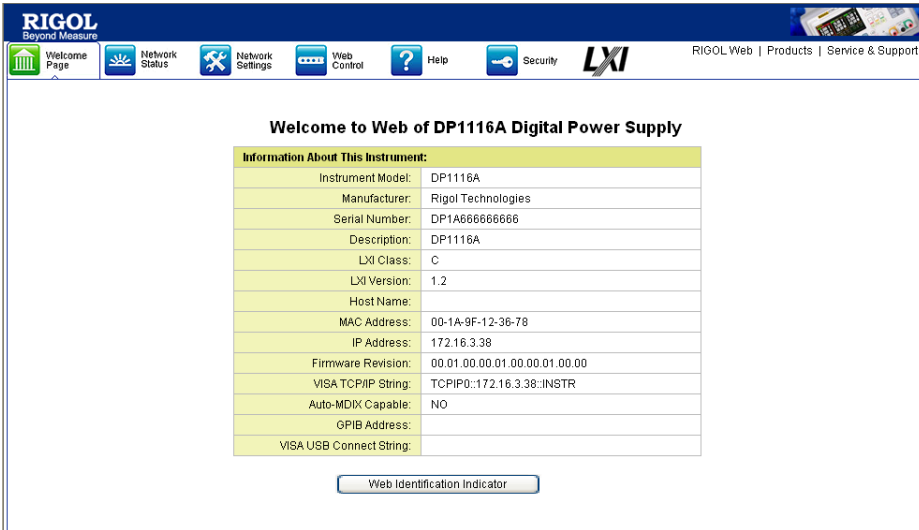 RIGOL
Beyond Measure
Welcome Page
Network Status
Network Settings
Web Control
Help
Security
LXI
RIGOL Web | Products | Service & Support
Welcome to Web of DP1116A Digital Power Supply
Information About This Instrument:
Instrument Model: DP1116A
Manufacturer: Rigol Technologies
Serial Number: DP1A666666666
Description: DP1116A
LXI Class: C
LXI Version: 1.2
Host Name:
MAC Address: 00-1A-9F-12-36-78
IP Address: 172.16.3.38
Firmware Revision: 00.01.00.00.01.00.00.01.00.00
VISA TCP/IP String: TCPIP0::172.16.3.38::INSTR
Auto-MDIX Capable: NO
GPIB Address:
VISA USB Connect String:
Web Identification Indicator